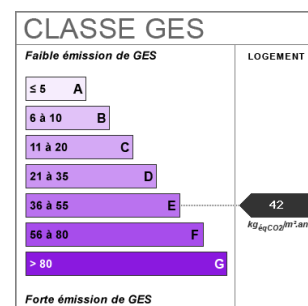 CLASSE GES
Faible émission de GES
LOGEMENT
≤ 5 A
6 à 10 B
11 à 20 C
21 à 35 D
36 à 55 E
42
kgéqCO2/m².an
56 à 80 F
> 80 G
Forte émission de GES